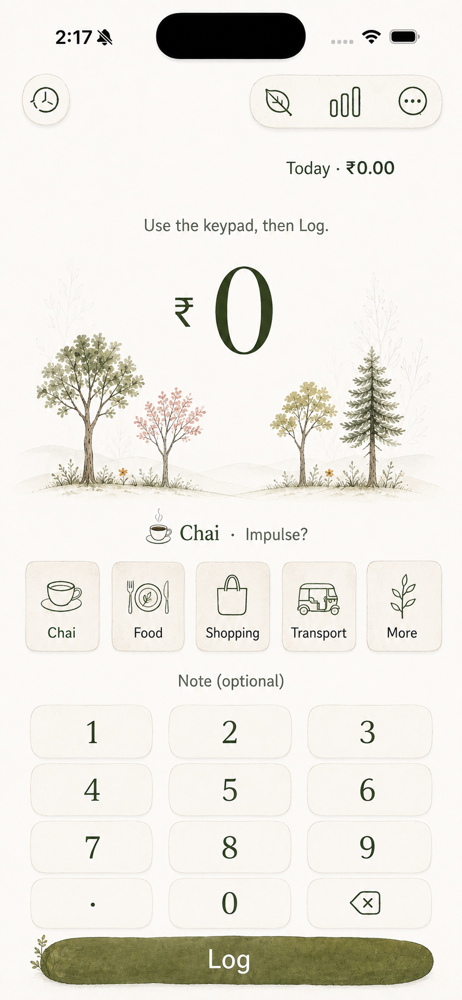 2:17
Today · ₹0.00
Use the keypad, then Log.
₹ 0
Chai · Impulse?
Chai Food Shopping Transport More
Note (optional)
1 2 3
4 5 6
7 8 9
. 0
Log